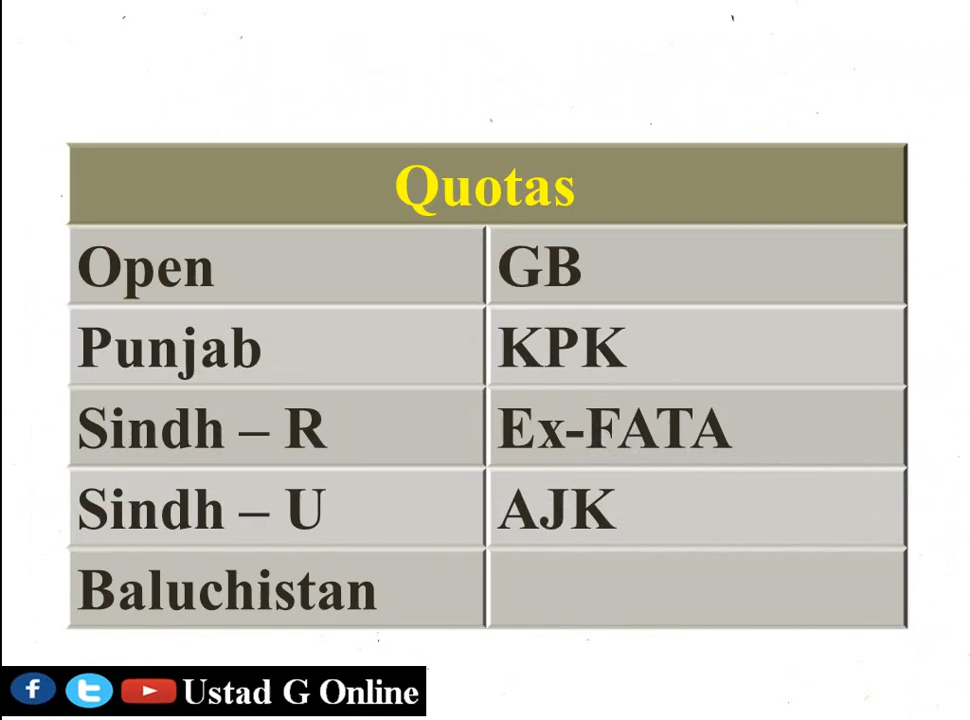 Quotas
Open GB
Punjab KPK
Sindh – R Ex-FATA
Sindh – U AJK
Baluchistan
Ustad G Online